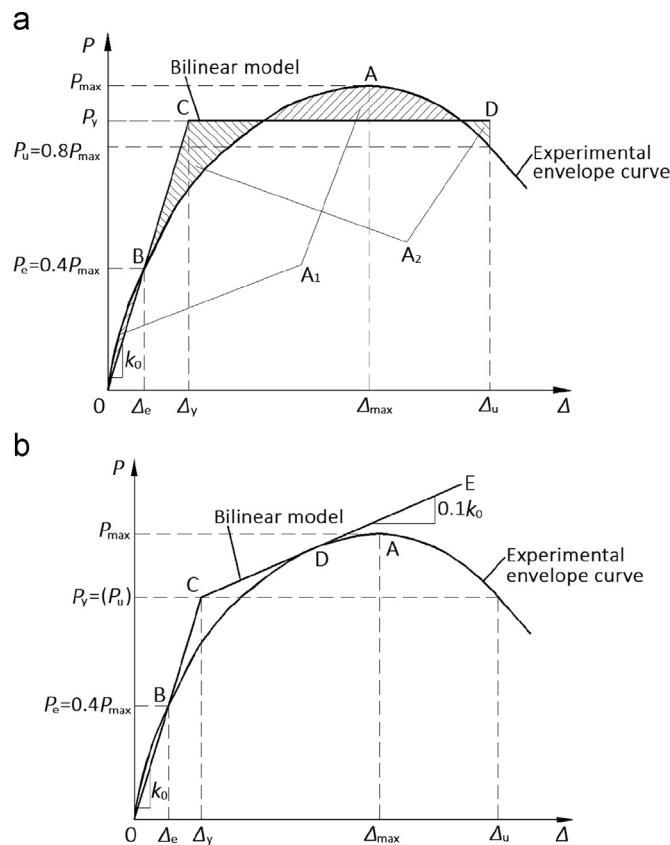 a
P
Bilinear model
A
Pmax
C
D
Py
Pu=0.8Pmax
Experimental
envelope curve
B
A2
Pe=0.4Pmax
A1
k0
0
Δe
Δy
Δmax
Δu
Δ
b
P
E
0.1k0
Bilinear model
Pmax
D
A
Experimental
envelope curve
C
Py=(Pu)
B
Pe=0.4Pmax
k0
0
Δe
Δy
Δmax
Δu
Δ